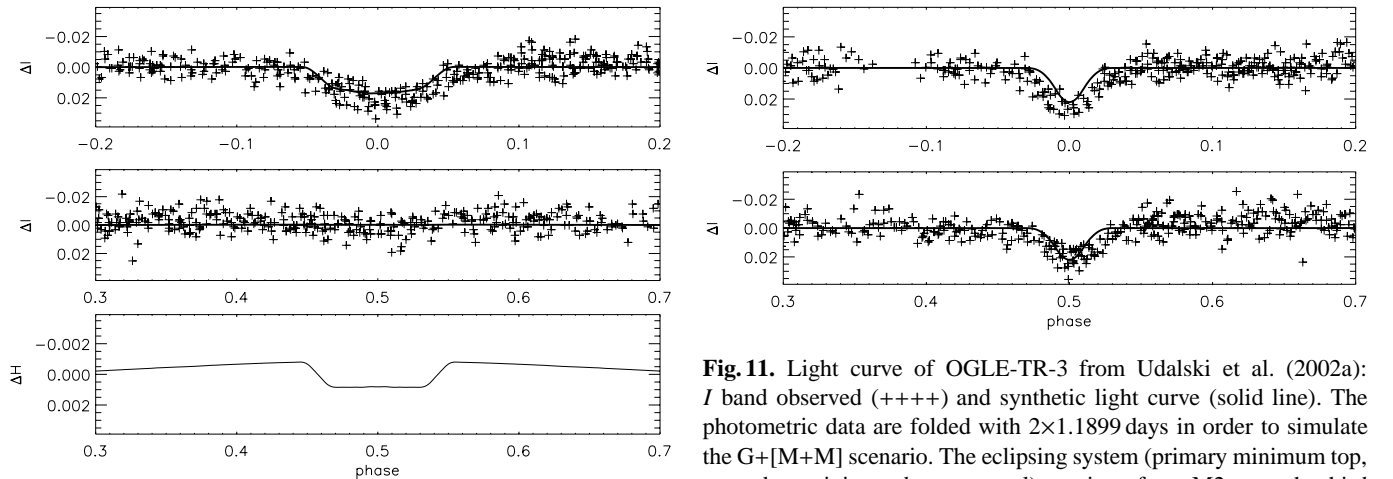 -0.02
0.00
0.02
ΔI
-0.2 -0.1 0.0 0.1 0.2
-0.02
0.00
0.02
ΔI
0.3 0.4 0.5 0.6 0.7
-0.002
0.000
0.002
ΔH
0.3 0.4 0.5 0.6 0.7
phase
-0.02
0.00
0.02
ΔI
-0.2 -0.1 0.0 0.1 0.2
-0.02
0.00
0.02
ΔI
0.3 0.4 0.5 0.6 0.7
phase
Fig. 11. Light curve of OGLE-TR-3 from Udalski et al. (2002a):
I band observed (++++) and synthetic light curve (solid line). The
photometric data are folded with 2×1.1899 days in order to simulate
the G+[M+M] scenario. The eclipsing system (primary minimum top,